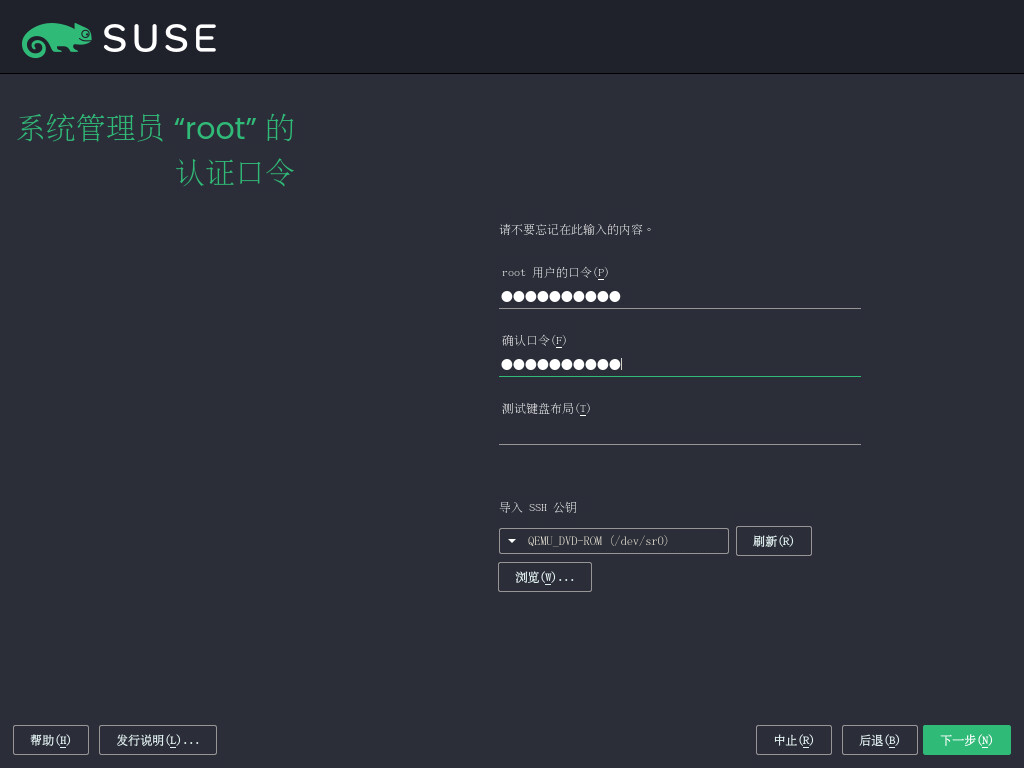 SUSE
系统管理员 “root” 的
认证口令
请不要忘记在此输入的内容。
root 用户的口令(P)
●●●●●●●●●●
确认口令(F)
●●●●●●●●●●
测试键盘布局(T)
导入 SSH 公钥
QEMU_DVD-ROM (/dev/sr0)
刷新(R)
浏览(W)...
帮助(H)
发行说明(L)...
中止(R)
后退(B)
下一步(N)